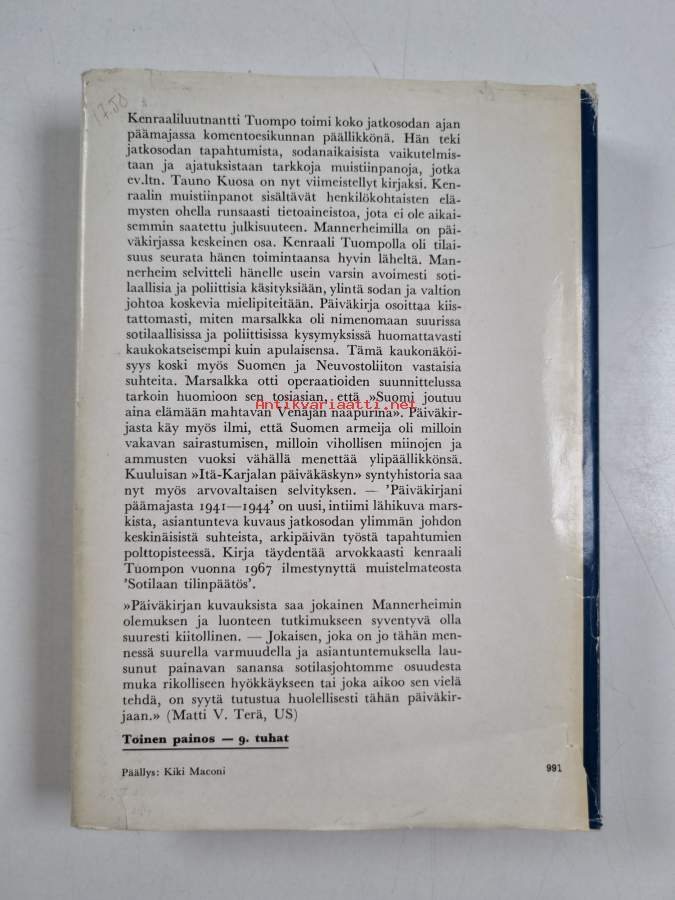 17.50
Kenraaliluutnantti Tuompo toimi koko jatkosodan ajan
päämajassa komentoesikunnan päällikkönä. Hän teki
jatkosodan tapahtumista, sodanaikaisista vaikutelmis-
taan ja ajatuksistaan tarkkoja muistiinpanoja, jotka
ev.ltn. Tauno Kuosa on nyt viimeistellyt kirjaksi. Ken-
raalin muistiinpanot sisältävät henkilökohtaisten elä-
mysten ohella runsaasti tietoaineistoa, jota ei ole aikai-
semmin saatettu julkisuuteen. Mannerheimilla on päi-
väkirjassa keskeinen osa. Kenraali Tuompolla oli tilai-
suus seurata hänen toimintaansa hyvin läheltä. Man-
nerheim selvitteli hänelle usein varsin avoimesti soti-
laallisia ja poliittisia käsityksiään, ylintä sodan ja valtion
johtoa koskevia mielipiteitään. Päiväkirja osoittaa kiis-
tattomasti, miten marsalkka oli nimenomaan suurissa
sotilaallisissa ja poliittisissa kysymyksissä huomattavasti
kaukokatseisempi kuin apulaisensa. Tämä kaukonäköi-
syys koski myös Suomen ja Neuvostoliiton vastaisia
suhteita. Marsalkka otti operaatioiden suunnittelussa
tarkoin huomioon sen tosiasian, että »Suomi joutuu
Antikvariaatti.net
aina elämään mahtavan Venäjän naapurina». Päiväkir-
jasta käy myös ilmi, että Suomen armeija oli milloin
vakavan sairastumisen, milloin vihollisen miinojen ja
ammusten vuoksi vähällä menettää ylipäällikkönsä.
Kuuluisan »Itä-Karjalan päiväkäskyn» syntyhistoria saa
nyt myös arvovaltaisen selvityksen. — 'Päiväkirjani
päämajasta 1941—1944' on uusi, intiimi lähikuva mars-
kista, asiantunteva kuvaus jatkosodan ylimmän johdon
keskinäisistä suhteista, arkipäivän työstä tapahtumien
polttopisteessä. Kirja täydentää arvokkaasti kenraali
Tuompon vuonna 1967 ilmestynyttä muistelmateosta
'Sotilaan tilinpäätös'.
»Päiväkirjan kuvauksista saa jokainen Mannerheimin
olemuksen ja luonteen tutkimukseen syventyvä olla
suuresti kiitollinen. — Jokaisen, joka on jo tähän men-
nessä suurella varmuudella ja asiantuntemuksella lau-
sunut painavan sanansa sotilasjohtomme osuudesta
muka rikolliseen hyökkäykseen tai joka aikoo sen vielä
tehdä, on syytä tutustua huolellisesti tähän päiväkir-
jaan.» (Matti V. Terä, US)
Toinen painos — 9. tuhat
Päällys: Kiki Maconi
991